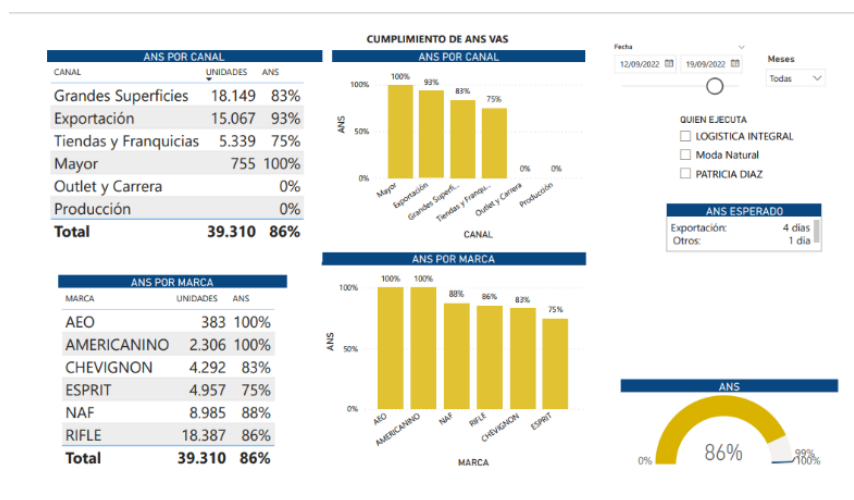 CUMPLIMIENTO DE ANS VAS
ANS POR CANAL
CANAL UNIDADES ANS
Grandes Superficies 18.149 83%
Exportación 15.067 93%
Tiendas y Franquicias 5.339 75%
Mayor 755 100%
Outlet y Carrera 0%
Producción 0%
Total 39.310 86%
ANS POR CANAL
ANS
100%
50%
0%
100%
93%
83%
75%
0%
0%
Mayor
Exportación
Grandes Superfi...
Tiendas y Franqu...
Outlet y Carrera
Producción
CANAL
Fecha
12/09/2022 19/09/2022
Meses
Todas
QUIEN EJECUTA
LOGISTICA INTEGRAL
Moda Natural
PATRICIA DIAZ
ANS ESPERADO
Exportación: 4 días
Otros: 1 día
ANS POR MARCA
MARCA UNIDADES ANS
AEO 383 100%
AMERICANINO 2.306 100%
CHEVIGNON 4.292 83%
ESPRIT 4.957 75%
NAF 8.985 88%
RIFLE 18.387 86%
Total 39.310 86%
ANS POR MARCA
ANS
100%
50%
0%
100%
100%
88%
86%
83%
75%
AEO
AMERICANINO
NAF
RIFLE
CHEVIGNON
ESPRIT
MARCA
ANS
0%
86%
99%
100%